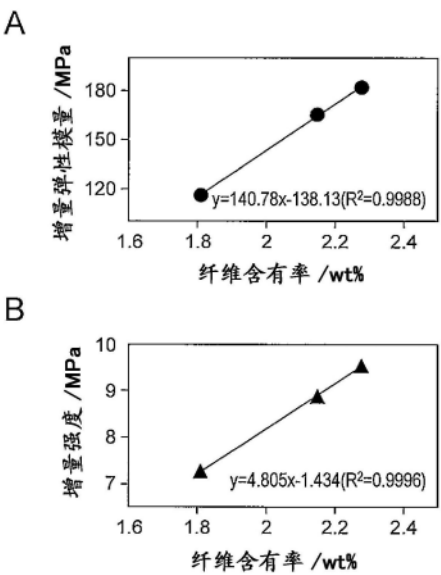 A
增量弹性模量 /MPa
180
150
120
y=140.78x-138.13(R²=0.9988)
1.6 1.8 2 2.2 2.4
纤维含有率 /wt%
B
增量强度 /MPa
10
9
8
7
y=4.805x-1.434(R²=0.9996)
1.6 1.8 2 2.2 2.4
纤维含有率 /wt%